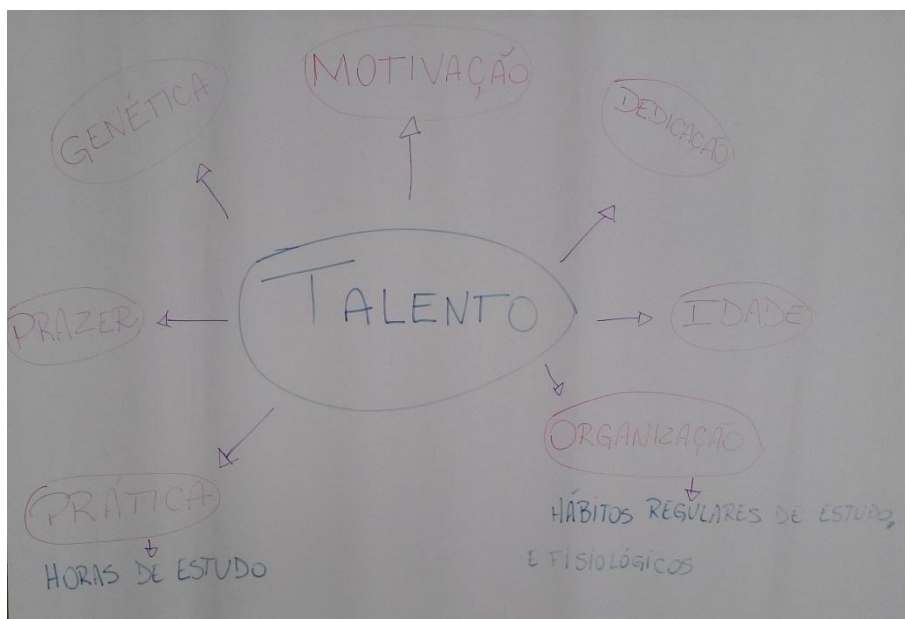 MOTIVAÇÃO
GENÉTICA
DEDICAÇÃO
TALENTO
PRAZER
IDADE
ORGANIZAÇÃO
HÁBITOS REGULARES DE ESTUDO,
E FISIOLÓGICOS
PRÁTICA
HORAS DE ESTUDO